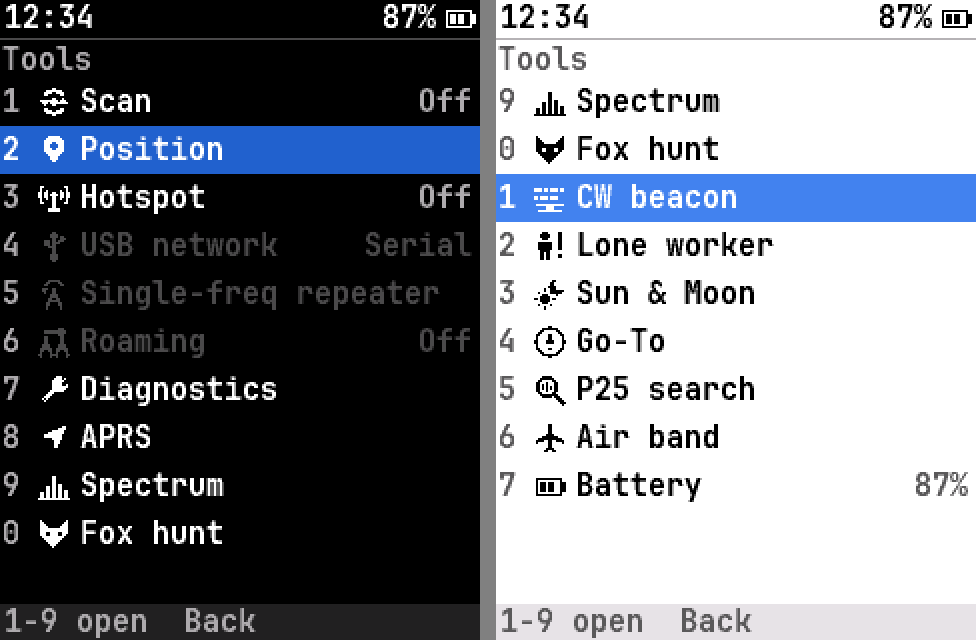 12:34 87%
Tools
1 Scan Off
2 Position
3 Hotspot Off
4 USB network Serial
5 Single-freq repeater
6 Roaming Off
7 Diagnostics
8 APRS
9 Spectrum
0 Fox hunt
1-9 open Back
12:34 87%
Tools
9 Spectrum
0 Fox hunt
1 CW beacon
2 Lone worker
3 Sun & Moon
4 Go-To
5 P25 search
6 Air band
7 Battery 87%
1-9 open Back